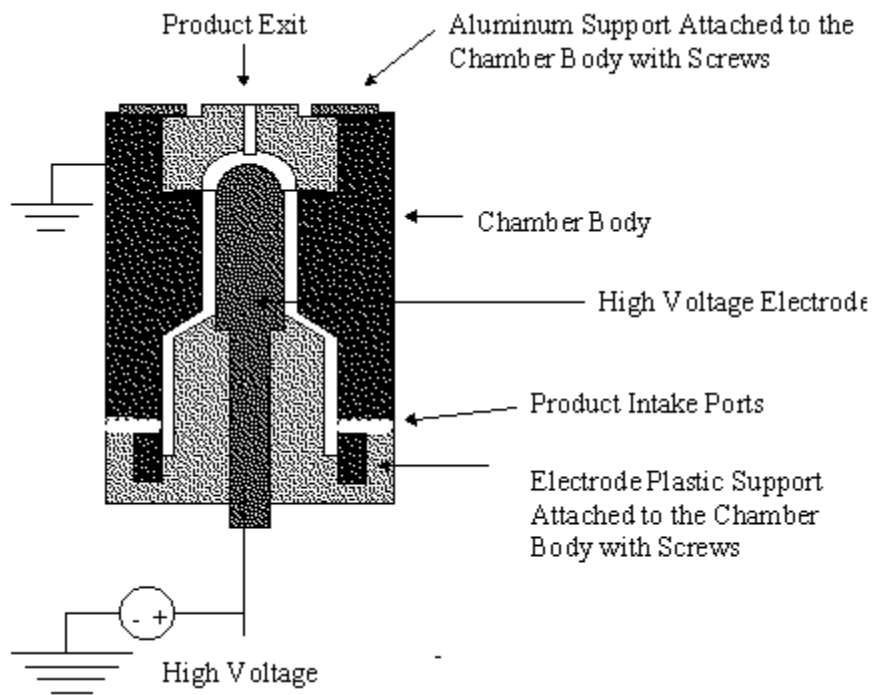 Product Exit
Aluminum Support Attached to the
Chamber Body with Screws
Chamber Body
High Voltage Electrode
Product Intake Ports
Electrode Plastic Support
Attached to the Chamber
Body with Screws
- +
High Voltage
-